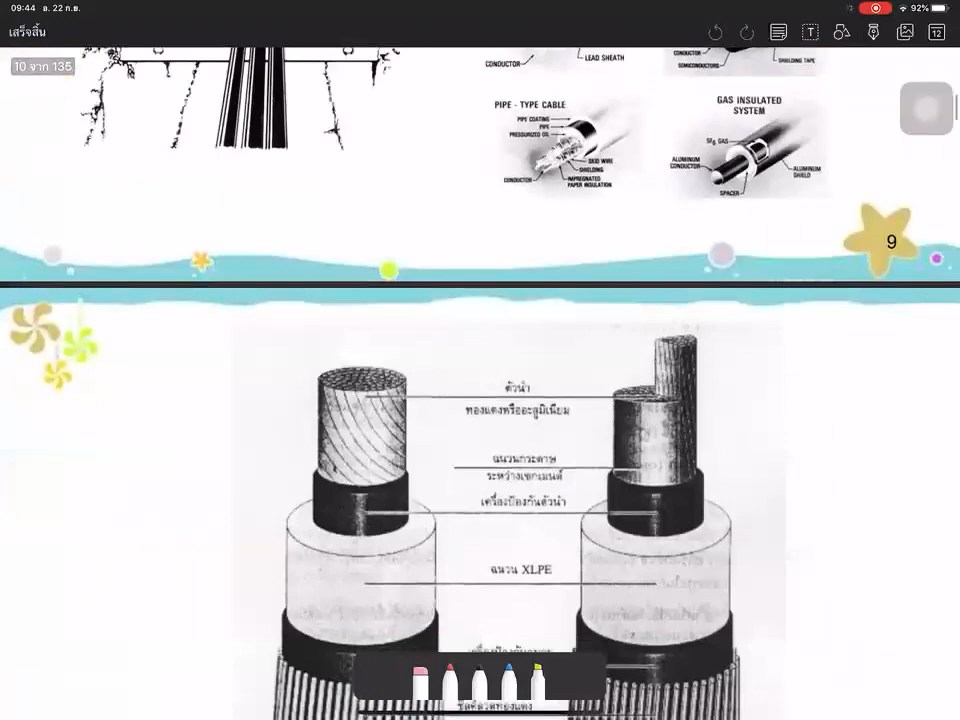 09:44 อ. 22 ก.ย.
92%
เสร็จสิ้น
T
12
10 จาก 135
CONDUCTOR
LEAD SHEATH
CONDUCTOR
SEMICONDUCTORS
SHIELDING TAPE
PIPE - TYPE CABLE
PIPE COATING
PIPE
PRESSURIZED OIL
SKID WIRE
SHIELDING
CONDUCTOR
IMPREGNATED
PAPER INSULATION
GAS INSULATED
SYSTEM
SF6 GAS
ALUMINUM
CONDUCTOR
ALUMINUM
SHIELD
SPACER
9
ตัวนำ
ทองแดงหรืออะลูมิเนียม
ฉนวนกระดาษ
ระหว่างเซกเมนต์
เครื่องป้องกันตัวนำ
ฉนวน XLPE